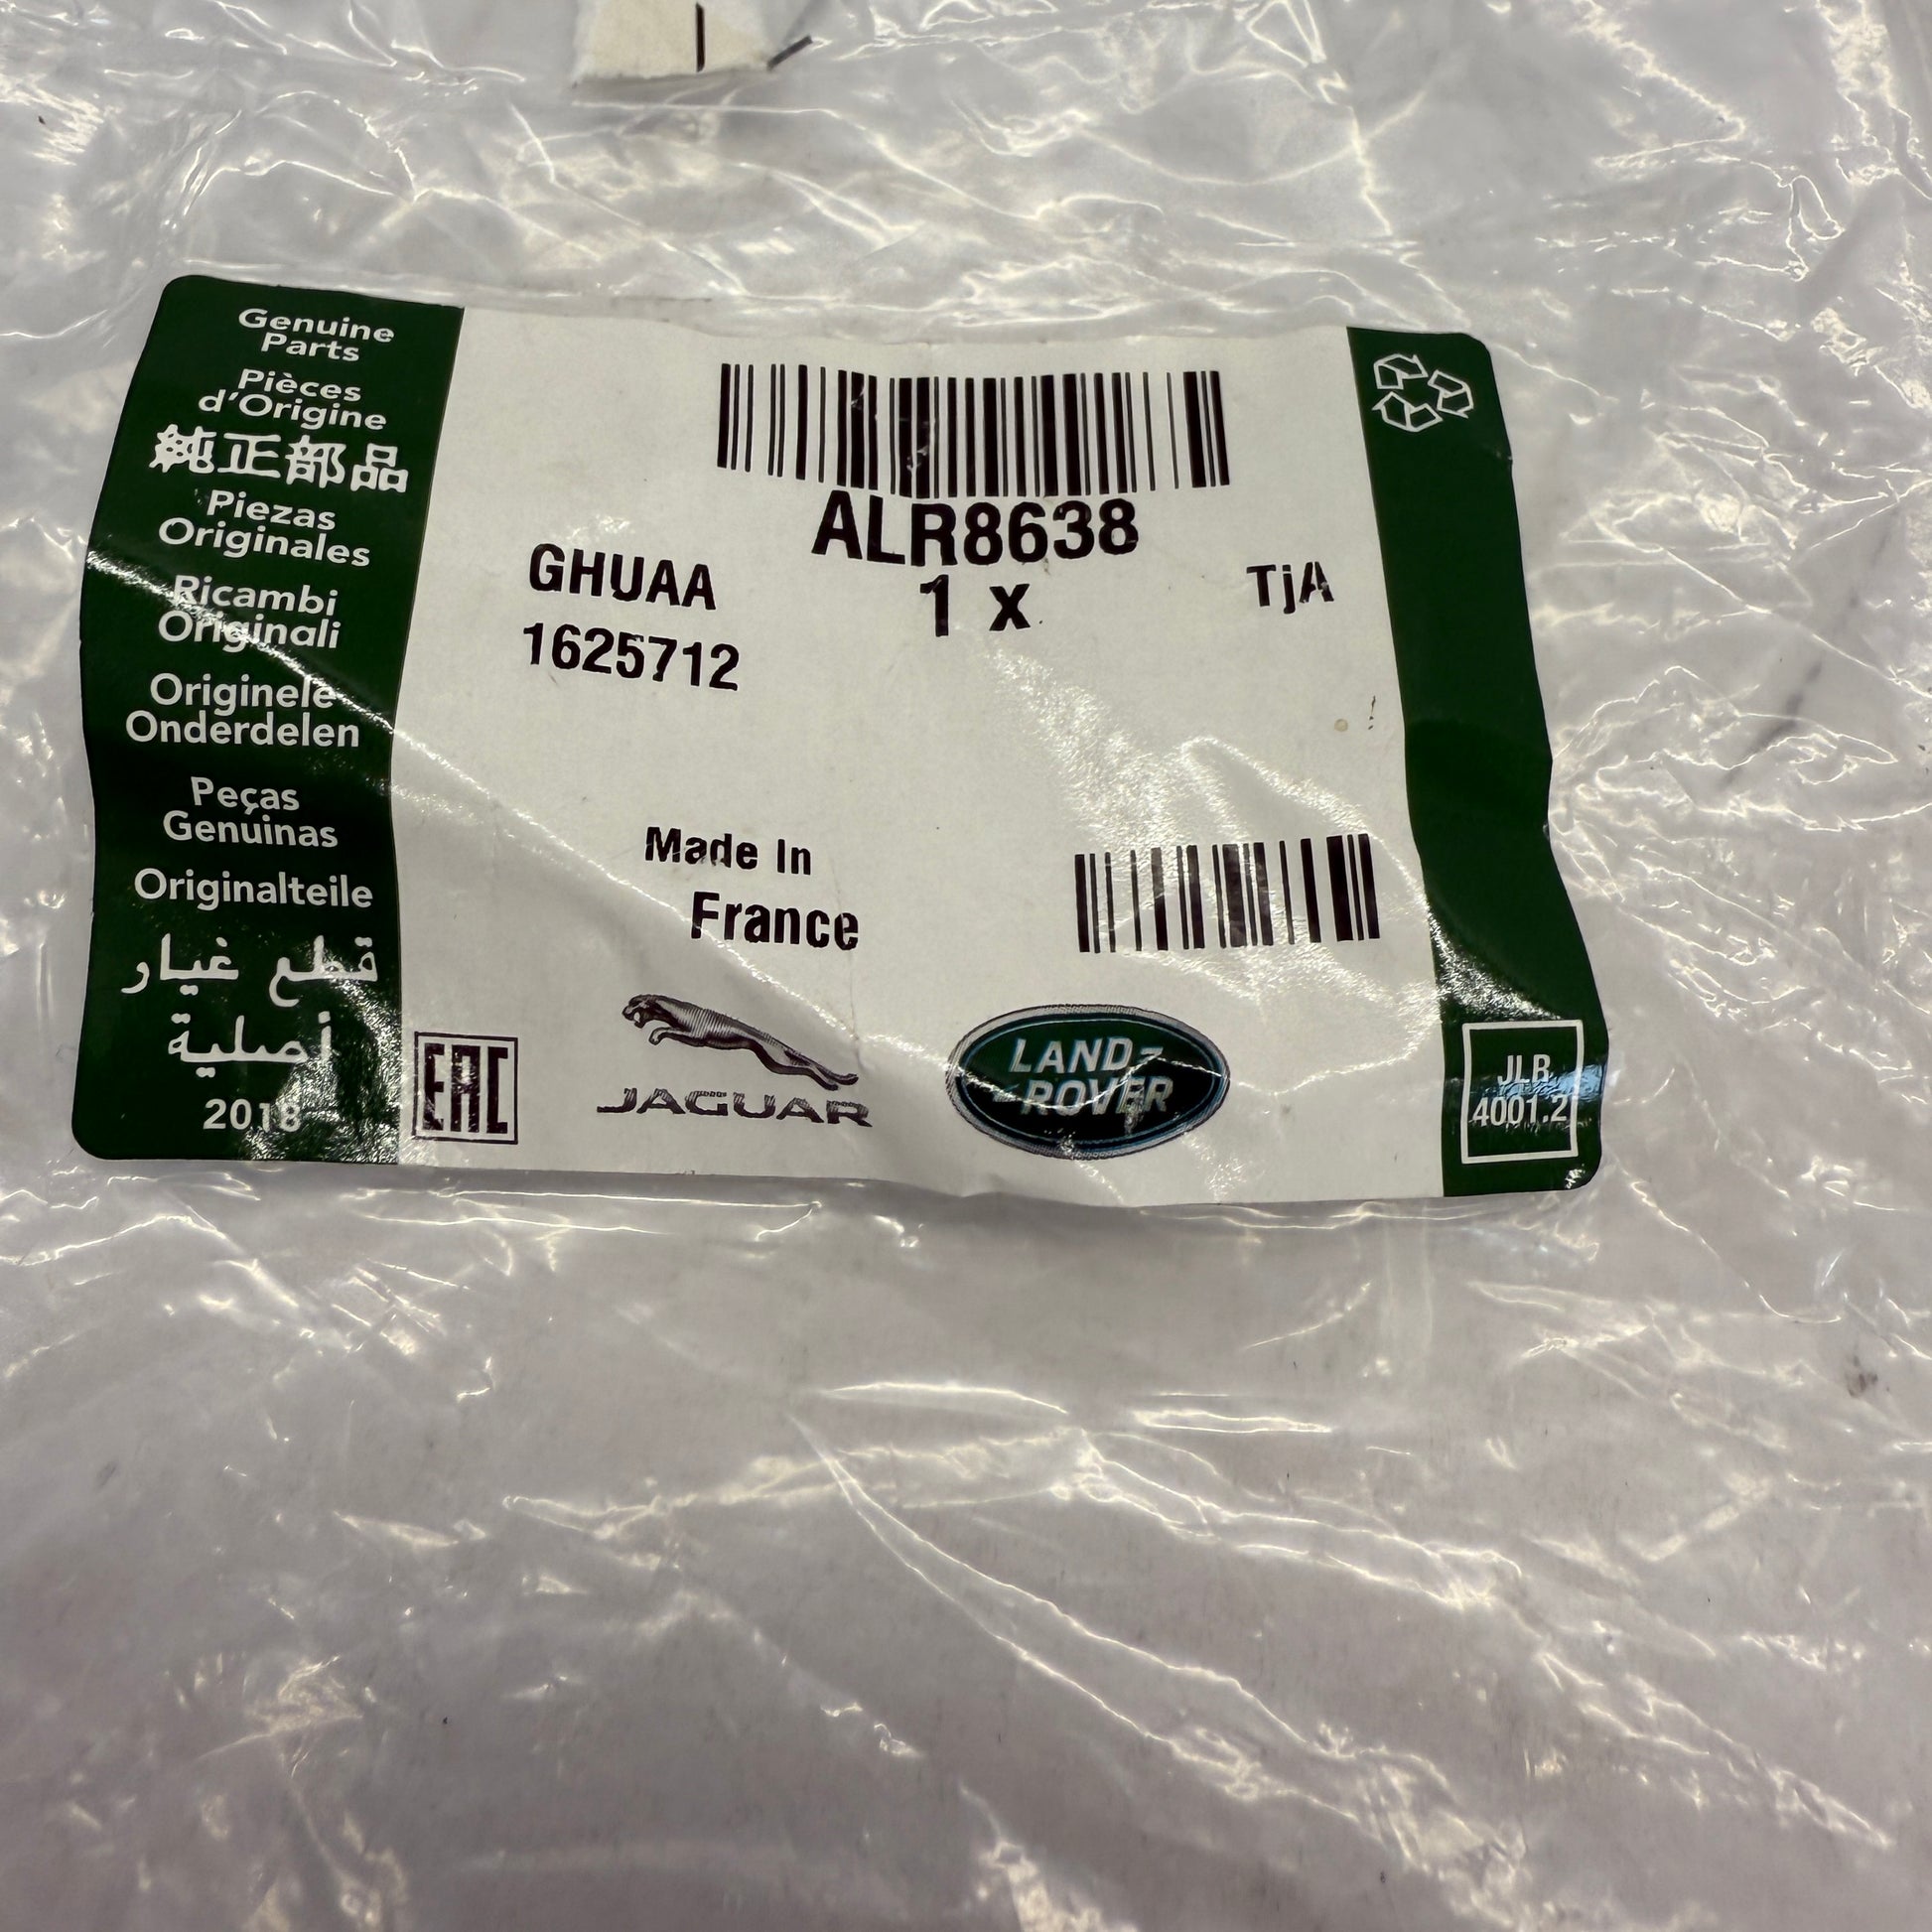 Genuine
Parts
Pièces
d'Origine
純正部品
Piezas
Originales
Ricambi
Originali
Originele
Onderdelen
Peças
Genuinas
Originalteile
قطع غيار
أصلية
2018
ALR8638
GHUAA
1 x
TjA
1625712
Made In
France
EAC
JAGUAR
LAND-
-ROVER
JLR
4001.2